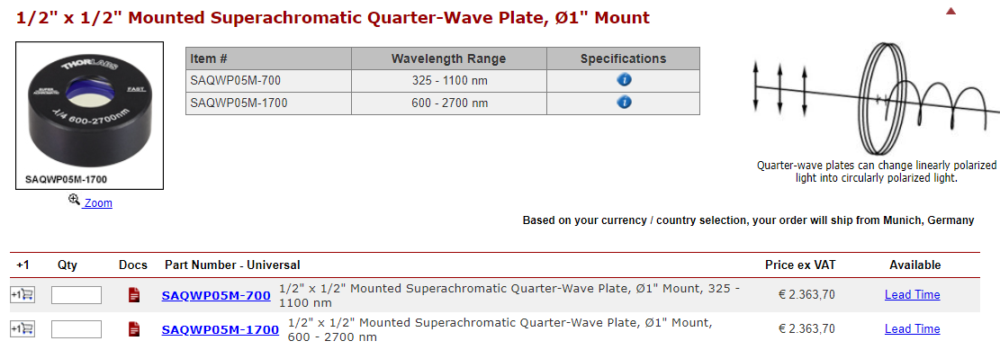 1/2" x 1/2" Mounted Superachromatic Quarter-Wave Plate, Ø1" Mount
THORLABS
SUPER
ACHROMATIC
FAST
λ/4 600-2700nm
SAQWP05M-1700
Zoom
Item # Wavelength Range Specifications
SAQWP05M-700 325 - 1100 nm
SAQWP05M-1700 600 - 2700 nm
Quarter-wave plates can change linearly polarized
light into circularly polarized light.
Based on your currency / country selection, your order will ship from Munich, Germany
+1 Qty Docs Part Number - Universal Price ex VAT Available
+1 SAQWP05M-700 1/2" x 1/2" Mounted Superachromatic Quarter-Wave Plate, Ø1" Mount, 325 - € 2.363,70 Lead Time
1100 nm
+1 SAQWP05M-1700 1/2" x 1/2" Mounted Superachromatic Quarter-Wave Plate, Ø1" Mount, € 2.363,70 Lead Time
600 - 2700 nm